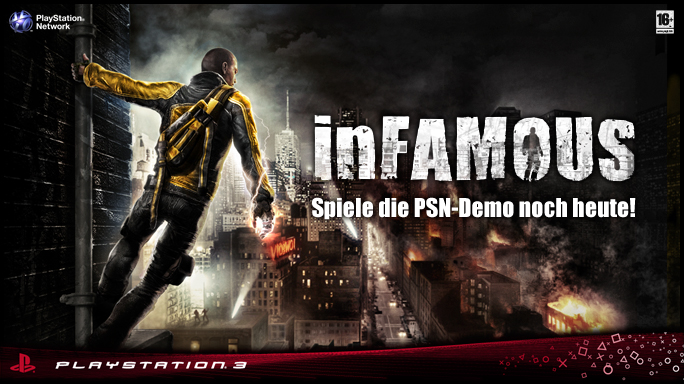 PlayStation
Network
16+
inFAMOUS
Spiele die PSN-Demo noch heute!
PLAYSTATION 3